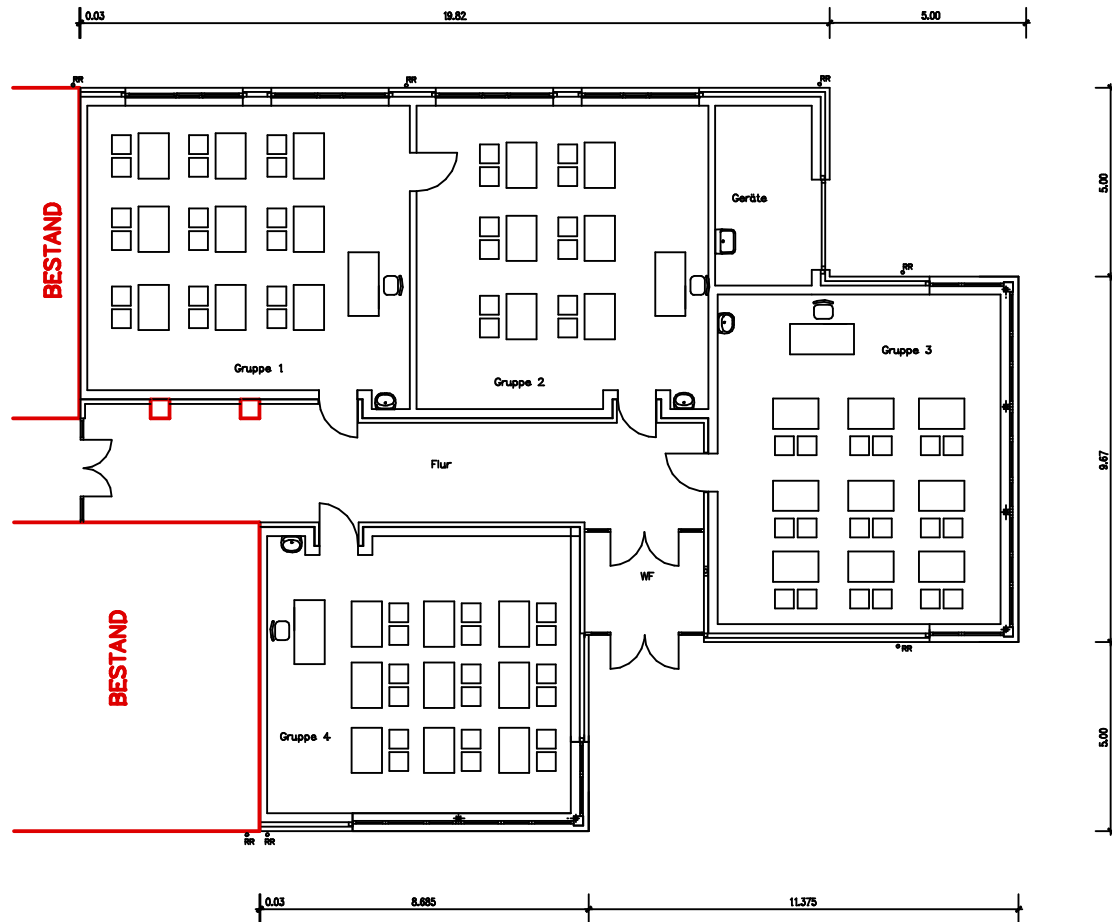 0.03
19.82
5.00
RR
RR
RR
5.00
BESTAND
Geräte
RR
Gruppe 3
Gruppe 1
Gruppe 2
Flur
9.67
WF
BESTAND
RR
Gruppe 4
5.00
RR
RR
0.03
8.685
11.375